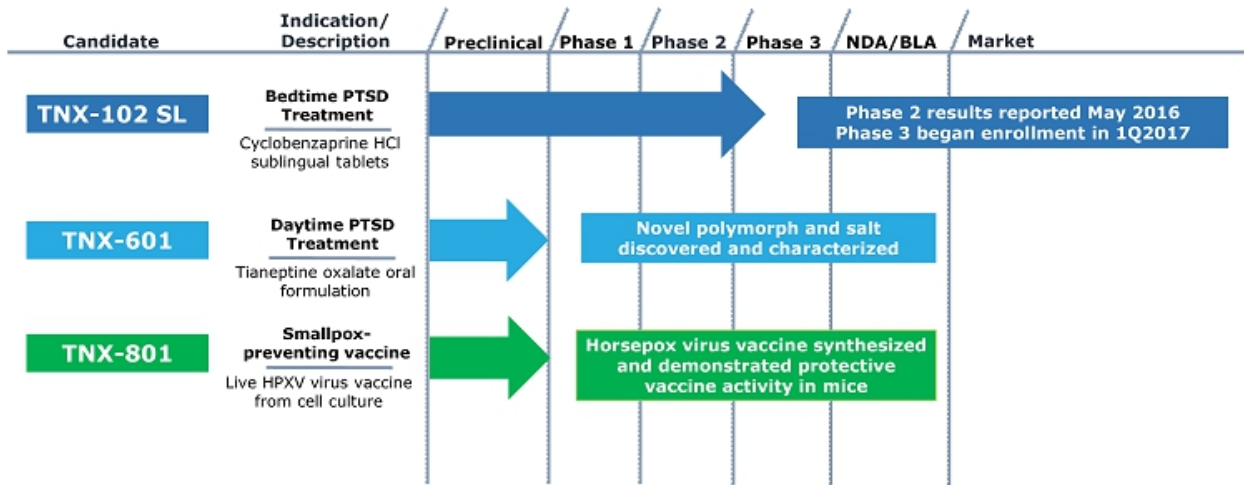 Candidate
Indication/
Description
Preclinical
Phase 1
Phase 2
Phase 3
NDA/BLA
Market
TNX-102 SL
Bedtime PTSD
Treatment
Cyclobenzaprine HCl
sublingual tablets
Phase 2 results reported May 2016
Phase 3 began enrollment in 1Q2017
TNX-601
Daytime PTSD
Treatment
Tianeptine oxalate oral
formulation
Novel polymorph and salt
discovered and characterized
TNX-801
Smallpox-
preventing vaccine
Live HPXV virus vaccine
from cell culture
Horsepox virus vaccine synthesized
and demonstrated protective
vaccine activity in mice